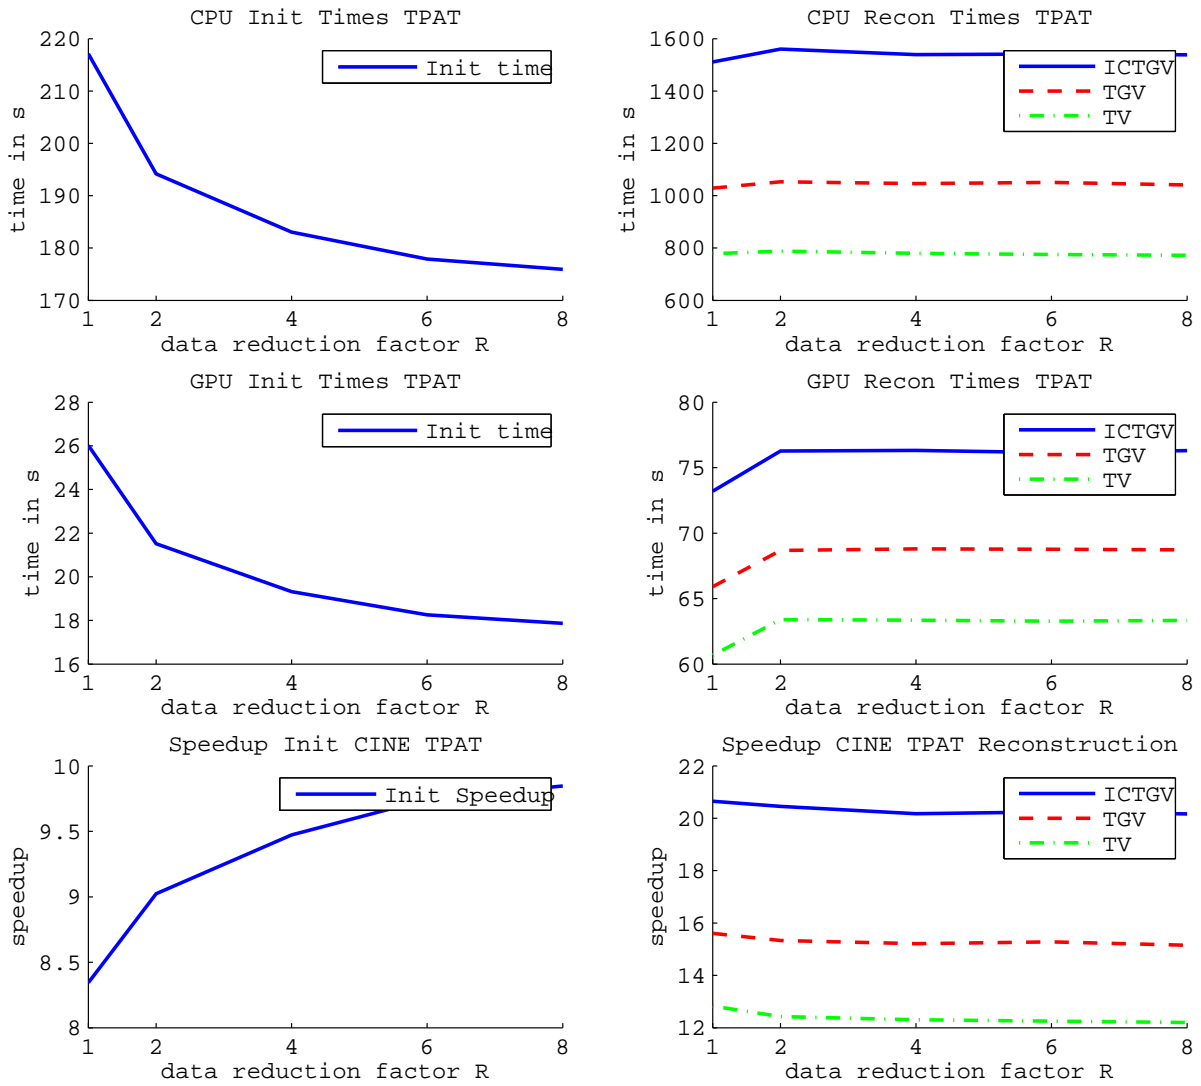 CPU Init Times TPAT
220
210
200
190
180
170
time in s
Init time
1 2 4 6 8
data reduction factor R
CPU Recon Times TPAT
1600
1400
1200
1000
800
600
time in s
ICTGV
TGV
TV
1 2 4 6 8
data reduction factor R
GPU Init Times TPAT
28
26
24
22
20
18
16
time in s
Init time
1 2 4 6 8
data reduction factor R
GPU Recon Times TPAT
80
75
70
65
60
time in s
ICTGV
TGV
TV
1 2 4 6 8
data reduction factor R
Speedup Init CINE TPAT
10
9.5
9
8.5
8
speedup
Init Speedup
1 2 4 6 8
data reduction factor R
Speedup CINE TPAT Reconstruction
22
20
18
16
14
12
speedup
ICTGV
TGV
TV
1 2 4 6 8
data reduction factor R